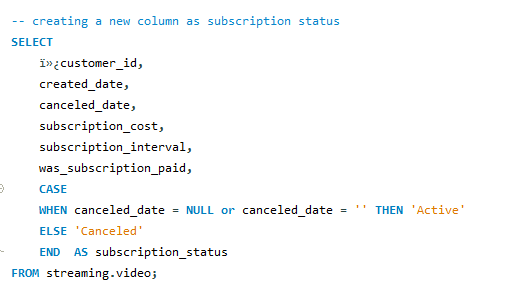 -- creating a new column as subscription status
SELECT
ï»¿customer_id,
created_date,
canceled_date,
subscription_cost,
subscription_interval,
was_subscription_paid,
CASE
WHEN canceled_date = NULL or canceled_date = '' THEN 'Active'
ELSE 'Canceled'
END  AS subscription_status
FROM streaming.video;